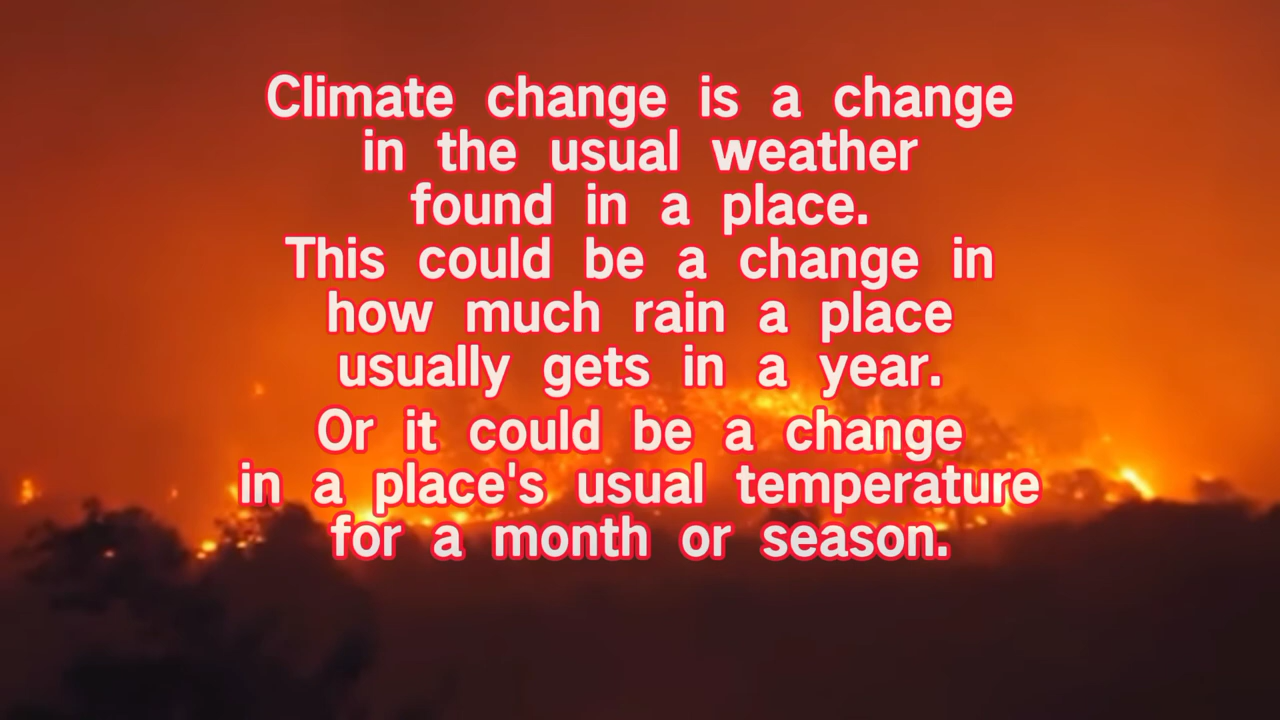 Climate change is a change
in the usual weather
found in a place.
This could be a change in
how much rain a place
usually gets in a year.
Or it could be a change
in a place's usual temperature
for a month or season.